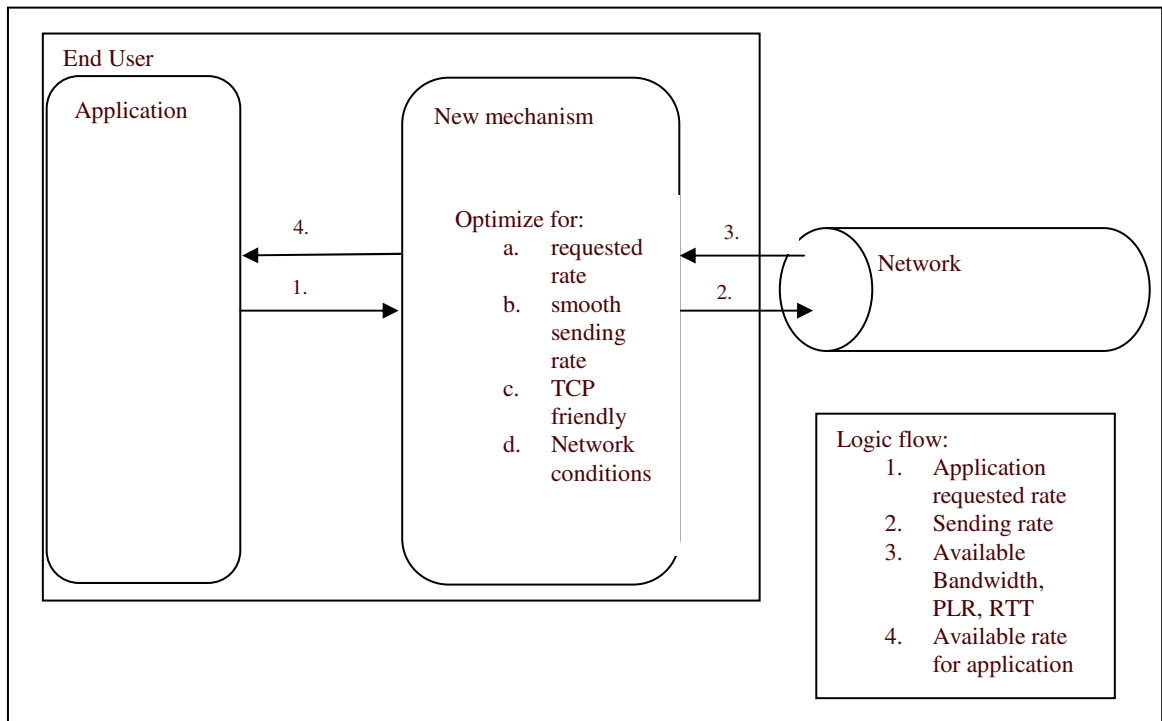 End User
Application
New mechanism
4.
1.
Optimize for:
a. requested
rate
b. smooth
sending
rate
c. TCP
friendly
d. Network
conditions
3.
2.
Network
Logic flow:
1. Application
requested rate
2. Sending rate
3. Available
Bandwidth,
PLR, RTT
4. Available rate
for application